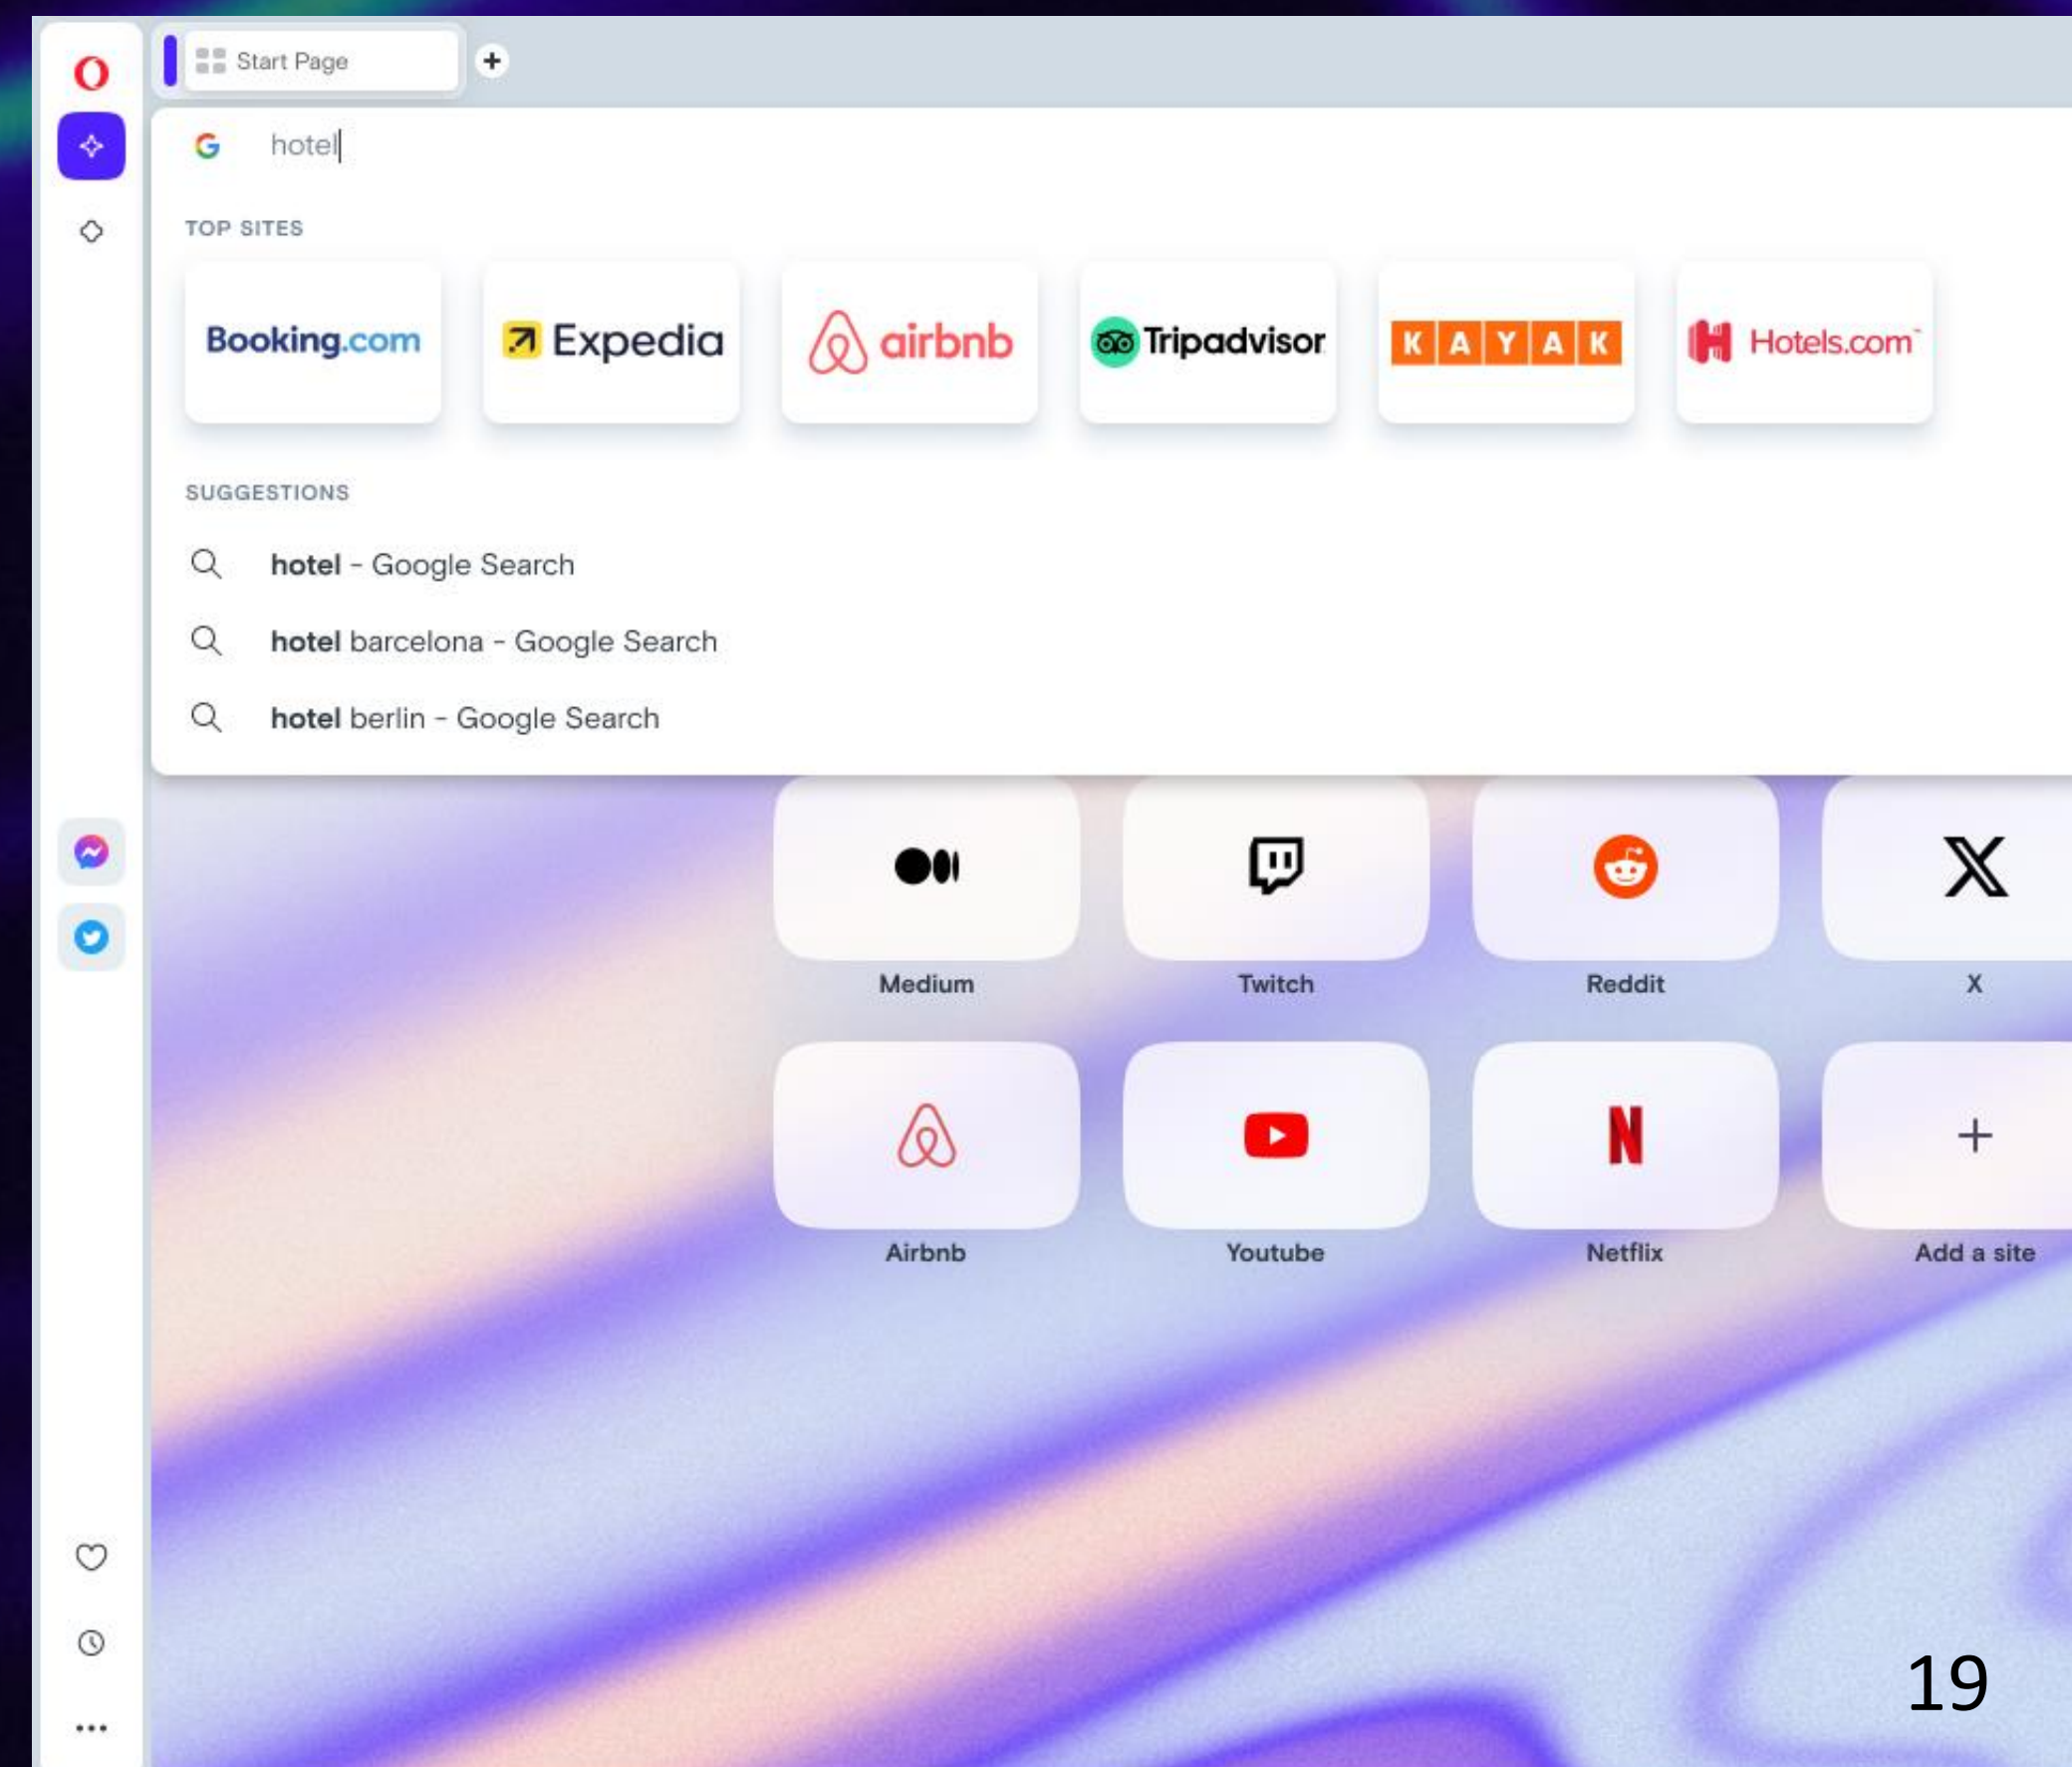 Start Page
hotel
TOP SITES
Booking.com
Expedia
airbnb
Tripadvisor
KAYAK
Hotels.com
SUGGESTIONS
hotel - Google Search
hotel barcelona - Google Search
hotel berlin - Google Search
Medium
Twitch
Reddit
X
Airbnb
Youtube
Netflix
Add a site
19